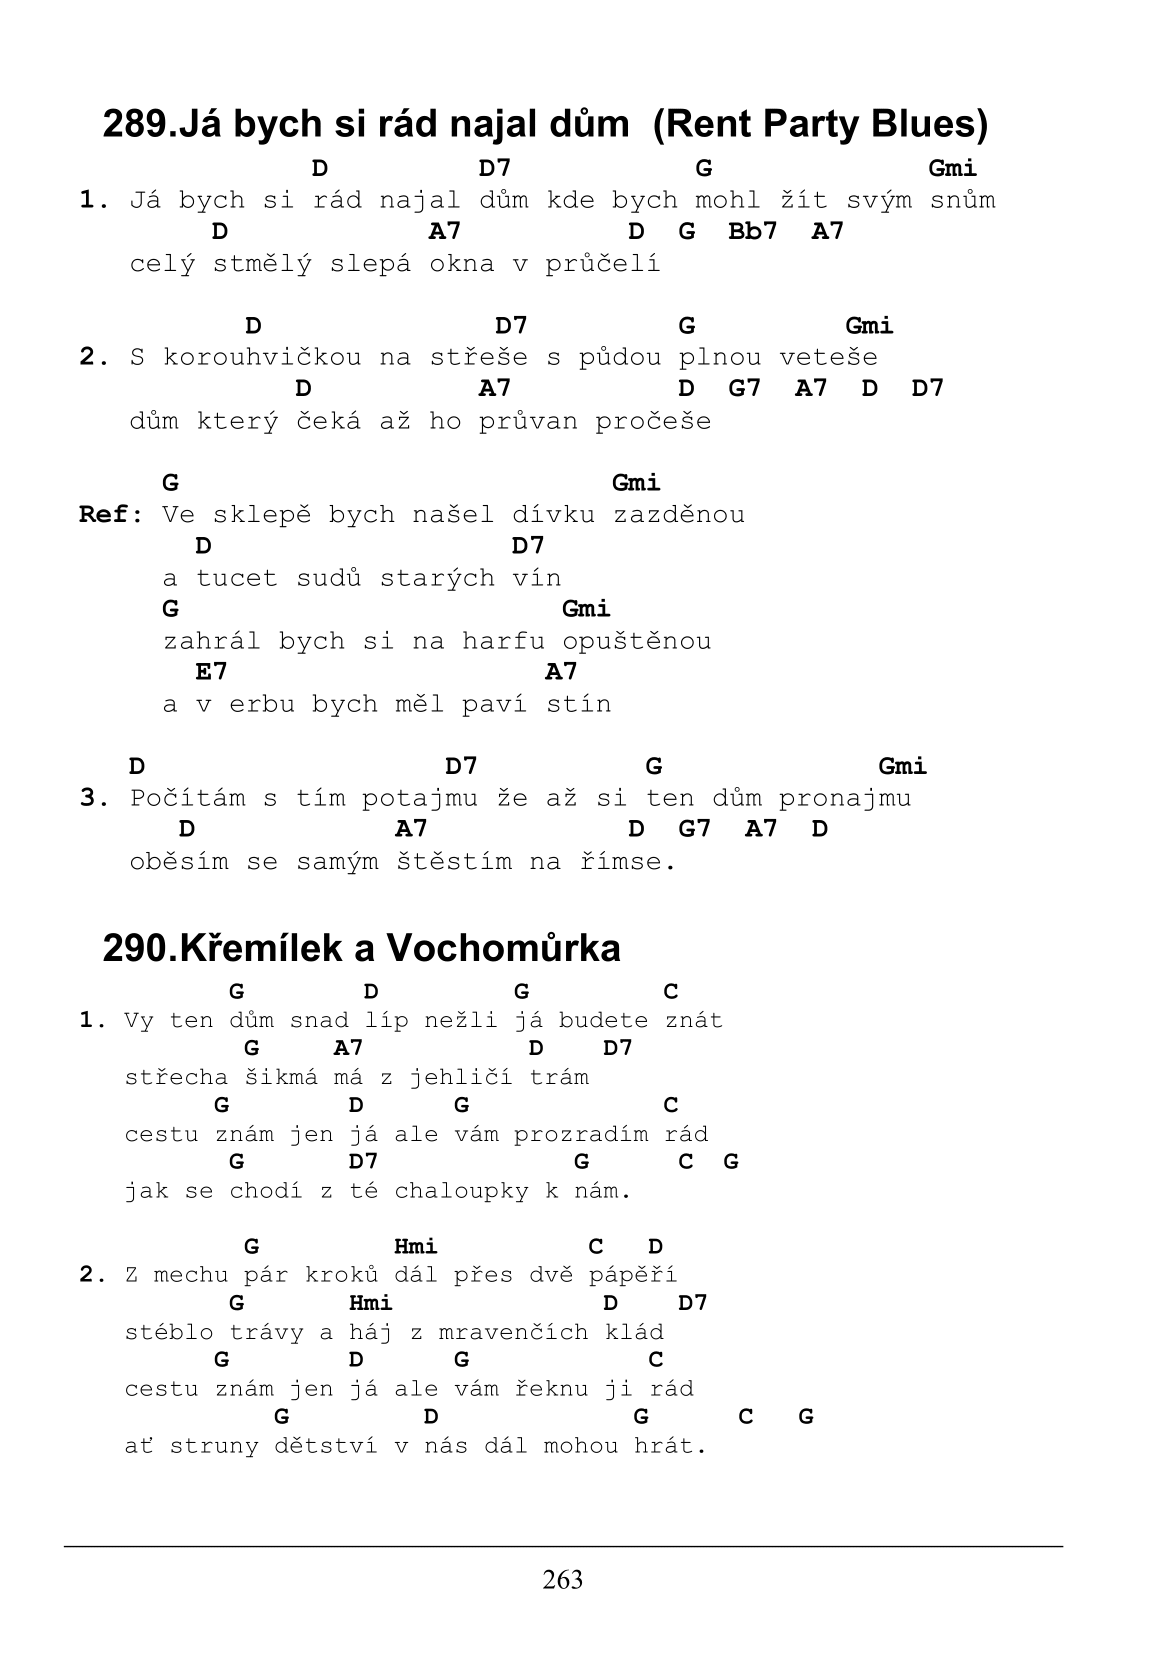 289.Já bych si rád najal dům  (Rent Party Blues)
              D         D7           G             Gmi
1. Já bych si rád najal dům kde bych mohl žít svým snům
        D            A7          D  G  Bb7  A7
   celý stmělý slepá okna v průčelí
          D              D7         G         Gmi
2. S korouhvičkou na střeše s půdou plnou veteše
             D          A7          D  G7  A7  D  D7
   dům který čeká až ho průvan pročeše
     G                          Gmi
Ref: Ve sklepě bych našel dívku zazděnou
       D                  D7
     a tucet sudů starých vín
     G                       Gmi
     zahrál bych si na harfu opuštěnou
       E7                   A7
     a v erbu bych měl paví stín
   D                  D7          G             Gmi
3. Počítám s tím potajmu že až si ten dům pronajmu
      D            A7            D  G7  A7  D
   oběsím se samým štěstím na římse.
290.Křemílek a Vochomůrka
          G        D         G         C
1. Vy ten dům snad líp nežli já budete znát
           G     A7           D    D7
   střecha šikmá má z jehličí trám
         G        D      G             C
   cestu znám jen já ale vám prozradím rád
          G       D7             G      C  G
   jak se chodí z té chaloupky k nám.
           G         Hmi          C   D
2. Z mechu pár kroků dál přes dvě pápěří
          G       Hmi              D    D7
   stéblo trávy a háj z mravenčích klád
         G        D      G            C
   cestu znám jen já ale vám řeknu ji rád
             G         D             G      C   G
   ať struny dětství v nás dál mohou hrát.
263